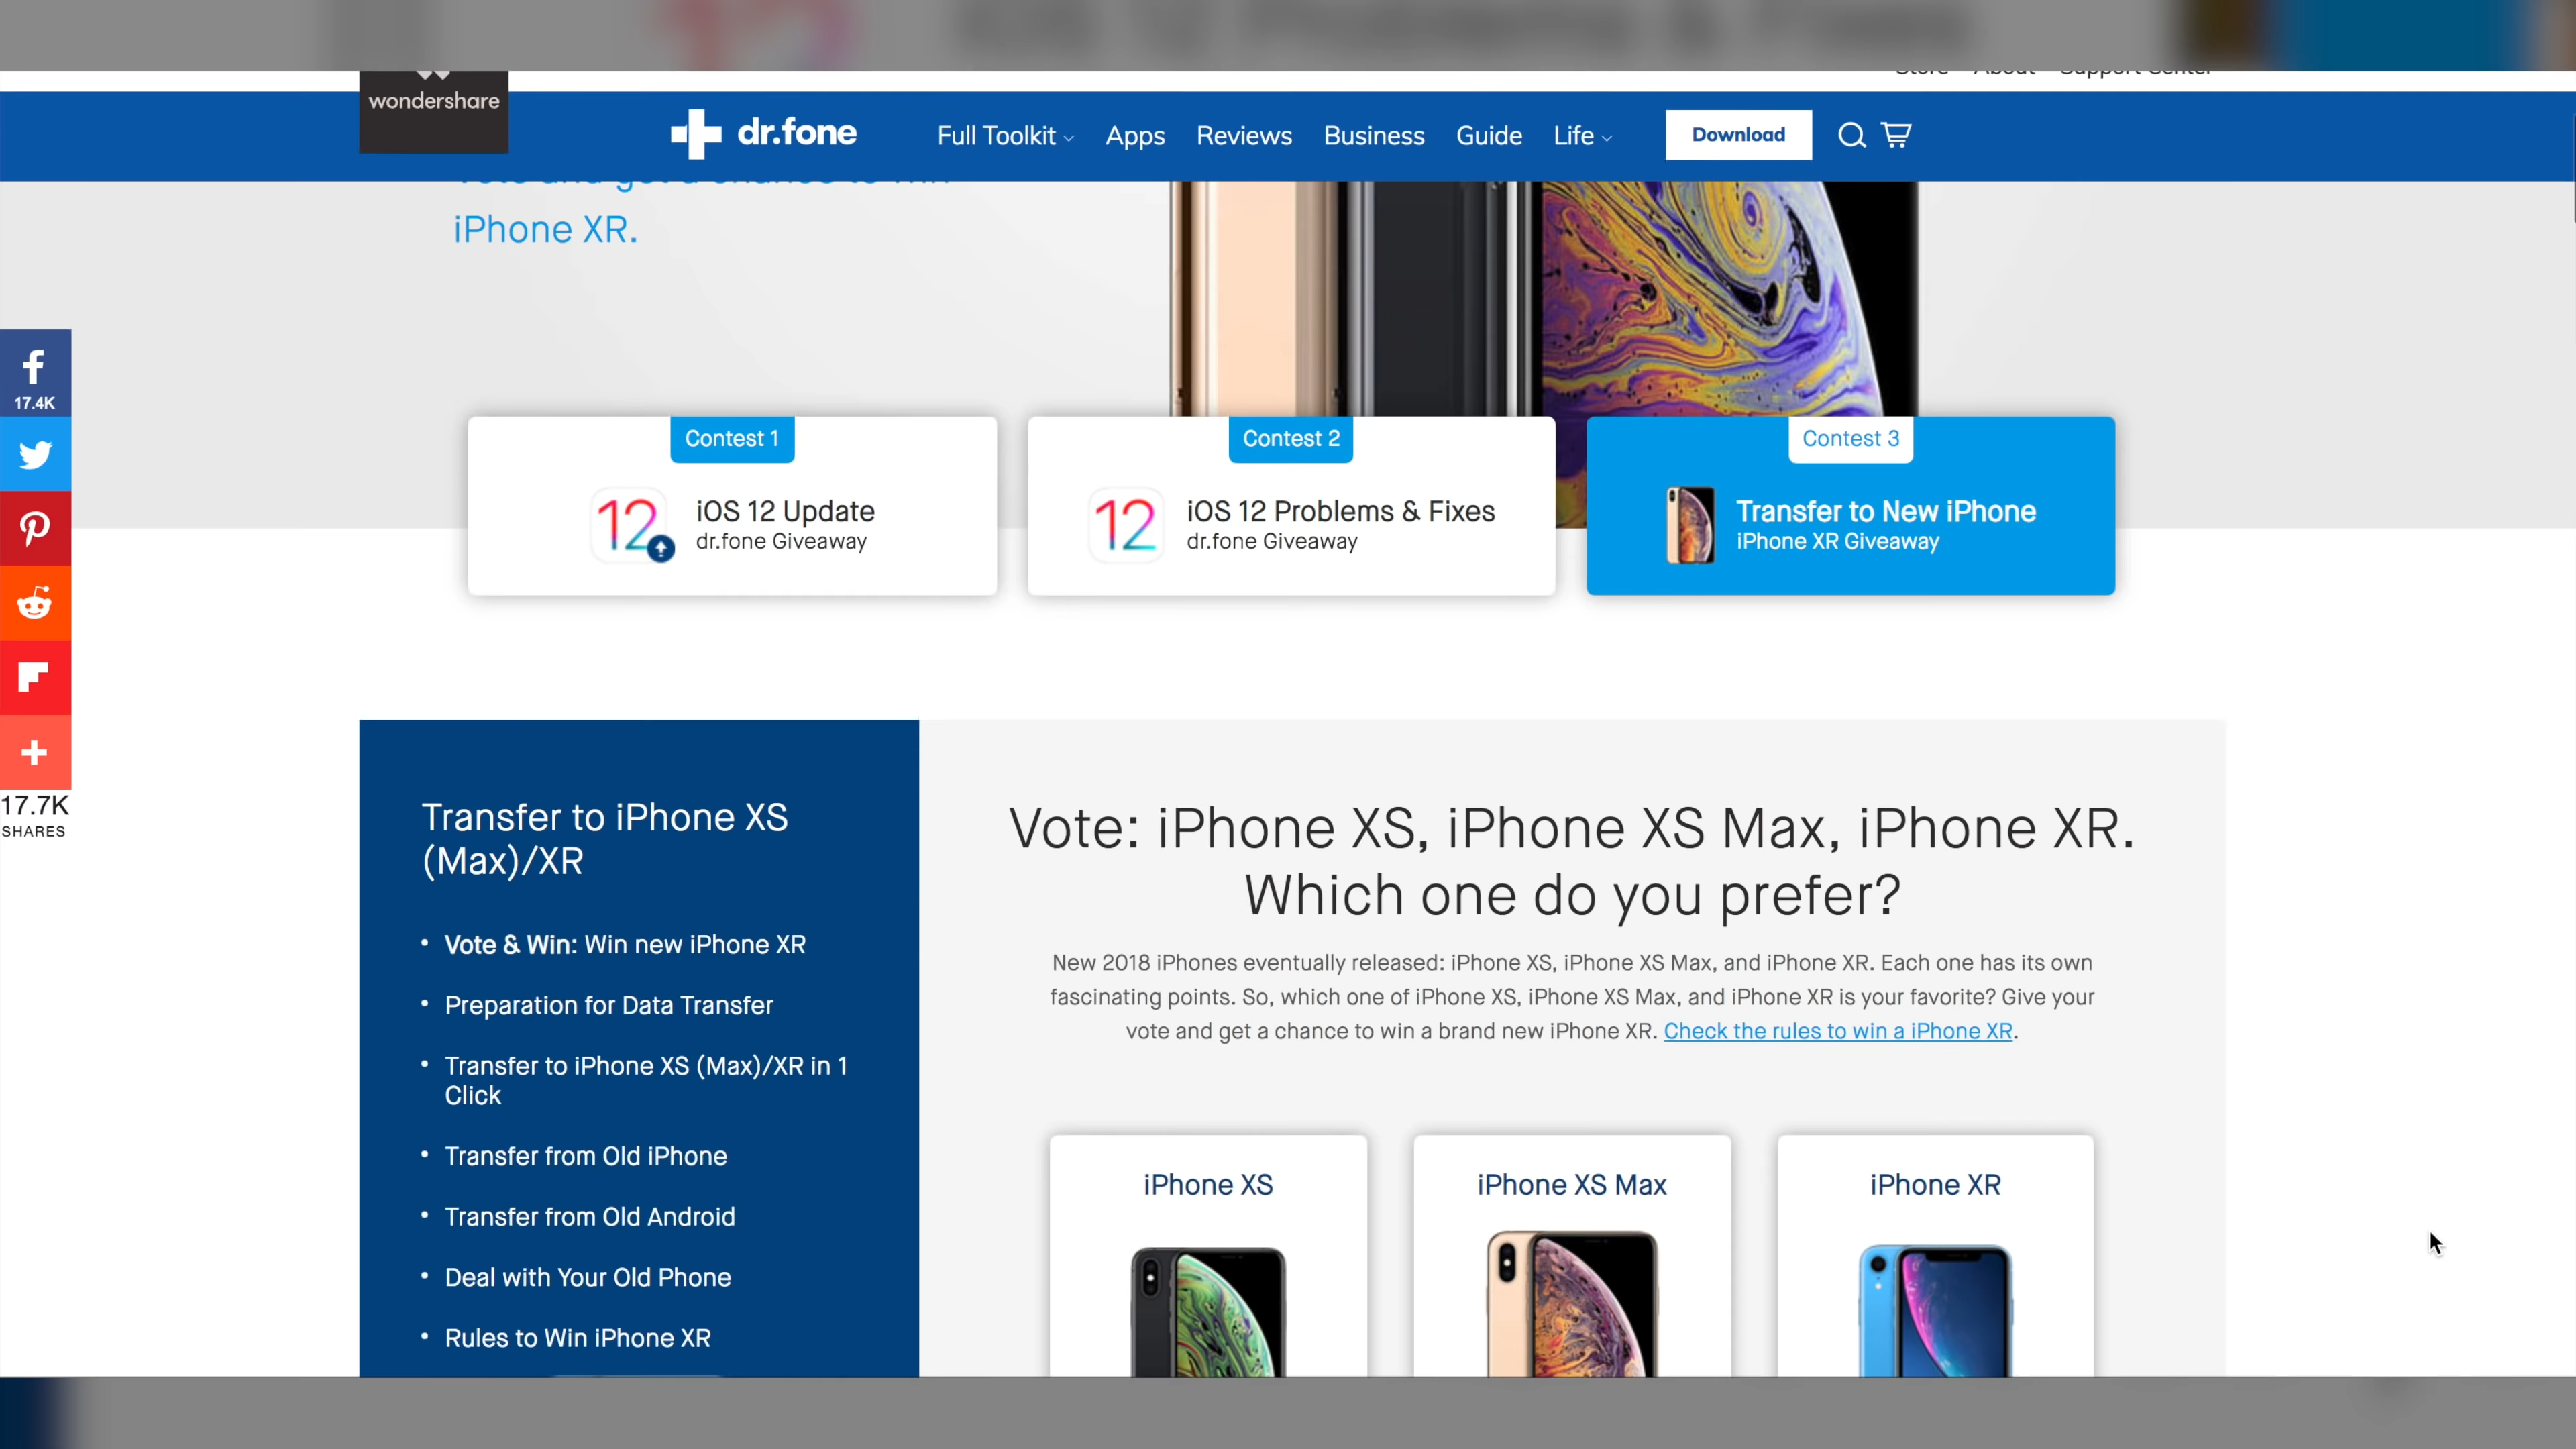 Store About Support Center
wondershare
dr.fone
Full Toolkit
Apps
Reviews
Business
Guide
Life
Download
iPhone XR.
17.4K
17.7K
SHARES
Contest 1
iOS 12 Update
dr.fone Giveaway
Contest 2
iOS 12 Problems & Fixes
dr.fone Giveaway
Contest 3
Transfer to New iPhone
iPhone XR Giveaway
Transfer to iPhone XS
(Max)/XR
• Vote & Win: Win new iPhone XR
• Preparation for Data Transfer
• Transfer to iPhone XS (Max)/XR in 1
Click
• Transfer from Old iPhone
• Transfer from Old Android
• Deal with Your Old Phone
• Rules to Win iPhone XR
Vote: iPhone XS, iPhone XS Max, iPhone XR.
Which one do you prefer?
New 2018 iPhones eventually released: iPhone XS, iPhone XS Max, and iPhone XR. Each one has its own
fascinating points. So, which one of iPhone XS, iPhone XS Max, and iPhone XR is your favorite? Give your
vote and get a chance to win a brand new iPhone XR. Check the rules to win a iPhone XR.
iPhone XS
iPhone XS Max
iPhone XR